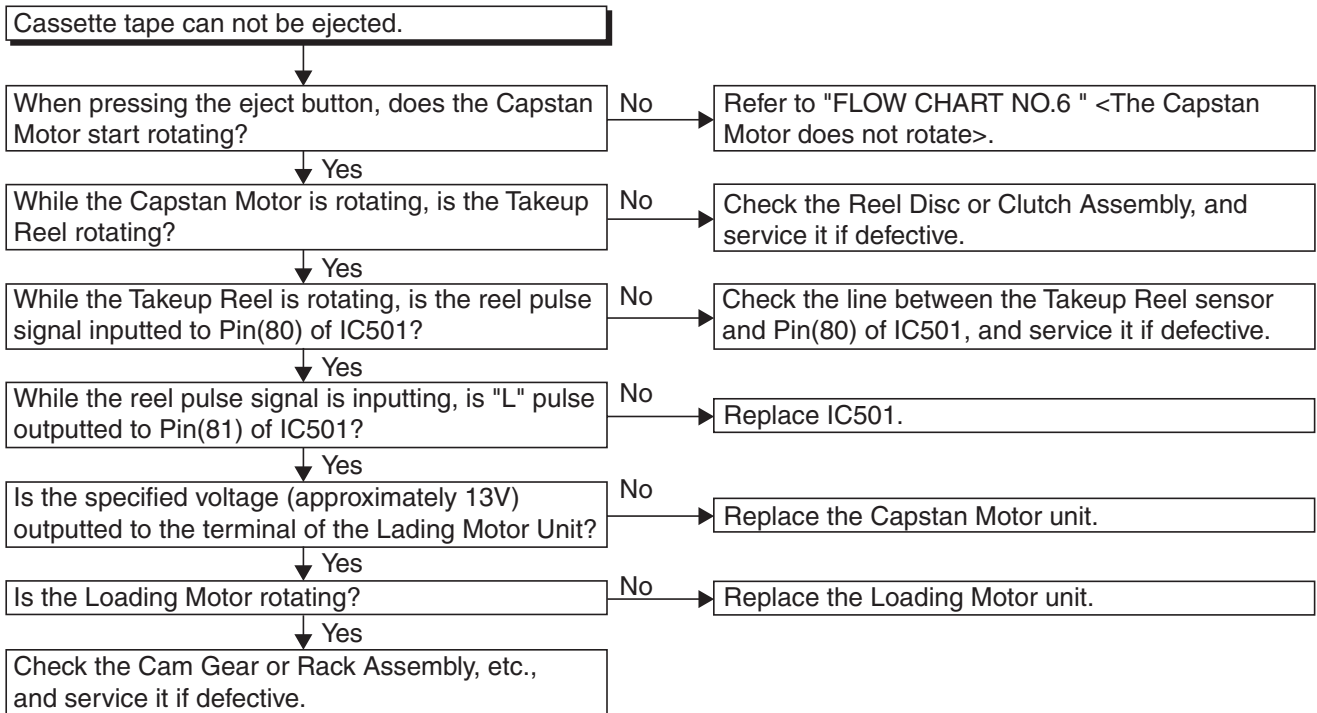 Cassette tape can not be ejected.
When pressing the eject button, does the Capstan
Motor start rotating?
No
Refer to "FLOW CHART NO.6 " <The Capstan
Motor does not rotate>.
Yes
While the Capstan Motor is rotating, is the Takeup
Reel rotating?
No
Check the Reel Disc or Clutch Assembly, and
service it if defective.
Yes
While the Takeup Reel is rotating, is the reel pulse
signal inputted to Pin(80) of IC501?
No
Check the line between the Takeup Reel sensor
and Pin(80) of IC501, and service it if defective.
Yes
While the reel pulse signal is inputting, is "L" pulse
outputted to Pin(81) of IC501?
No
Replace IC501.
Yes
Is the specified voltage (approximately 13V)
outputted to the terminal of the Lading Motor Unit?
No
Replace the Capstan Motor unit.
Yes
Is the Loading Motor rotating?
No
Replace the Loading Motor unit.
Yes
Check the Cam Gear or Rack Assembly, etc.,
and service it if defective.